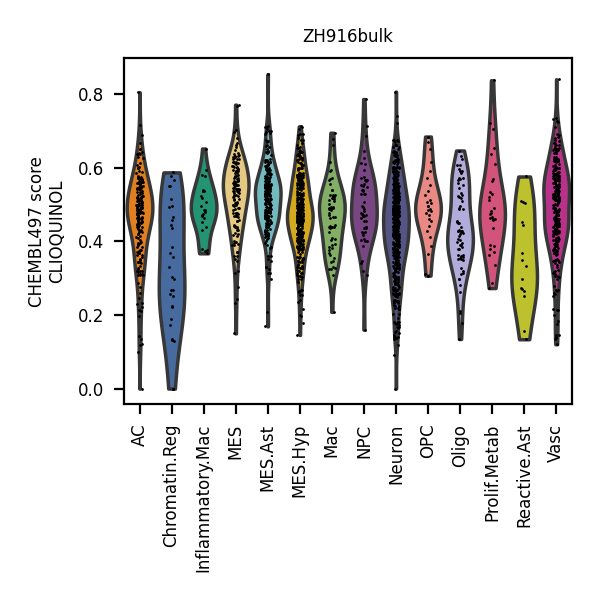 ZH916bulk
CHEMBL497 score
CLIOQUINOL
0.8
0.6
0.4
0.2
0.0
AC
Chromatin.Reg
Inflammatory.Mac
MES
MES.Ast
MES.Hyp
Mac
NPC
Neuron
OPC
Oligo
Prolif.Metab
Reactive.Ast
Vasc